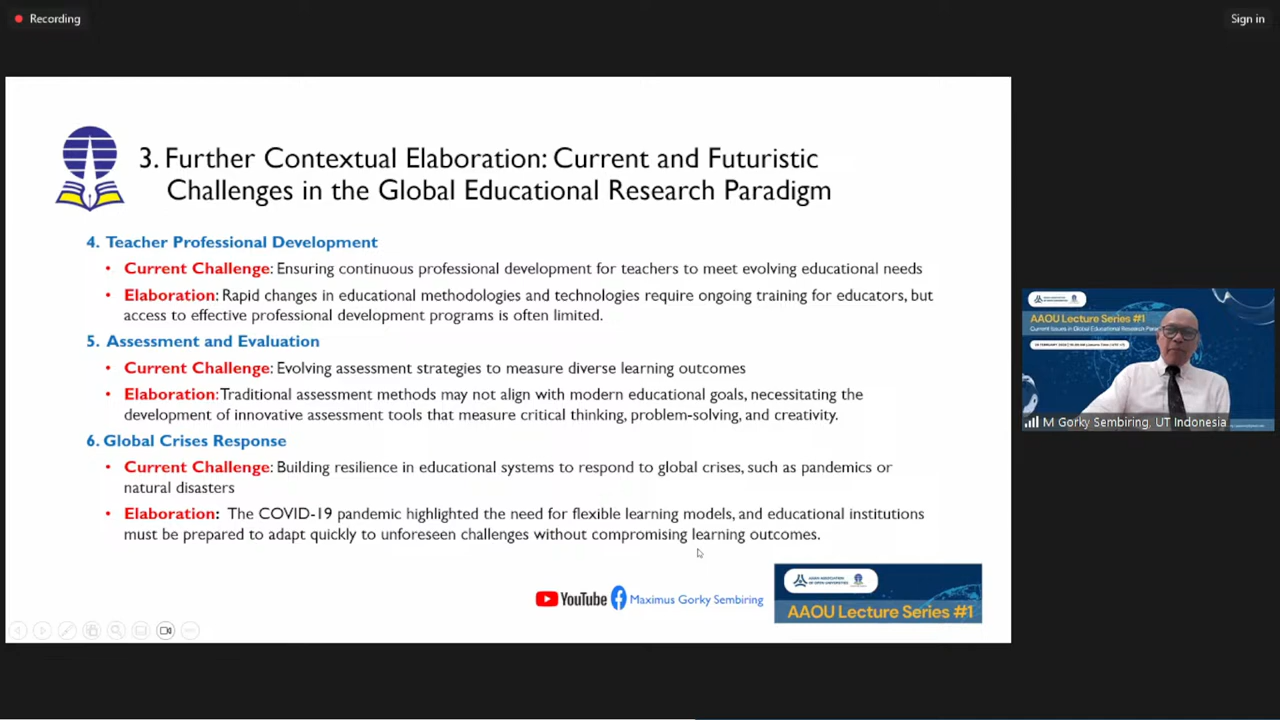 Recording
Sign in
3. Further Contextual Elaboration: Current and Futuristic
Challenges in the Global Educational Research Paradigm
4. Teacher Professional Development
• Current Challenge: Ensuring continuous professional development for teachers to meet evolving educational needs
• Elaboration: Rapid changes in educational methodologies and technologies require ongoing training for educators, but
access to effective professional development programs is often limited.
5. Assessment and Evaluation
• Current Challenge: Evolving assessment strategies to measure diverse learning outcomes
• Elaboration: Traditional assessment methods may not align with modern educational goals, necessitating the
development of innovative assessment tools that measure critical thinking, problem-solving, and creativity.
6. Global Crises Response
• Current Challenge: Building resilience in educational systems to respond to global crises, such as pandemics or
natural disasters
• Elaboration: The COVID-19 pandemic highlighted the need for flexible learning models, and educational institutions
must be prepared to adapt quickly to unforeseen challenges without compromising learning outcomes.
YouTube Maximus Gorky Sembiring
ASIAN ASSOCIATION
OF OPEN UNIVERSITIES
AAOU Lecture Series #1
AAOU Lecture Series #1
Current Issues in Global Educational Research
M Gorky Sembiring, UT Indonesia